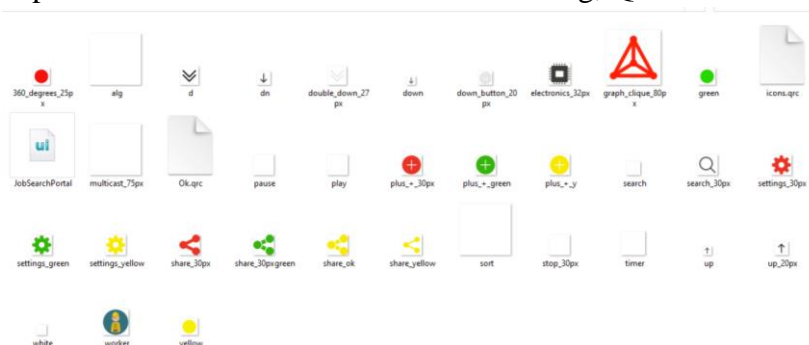 360_degrees_25p
x
alg
d
dn
double_down_27
px
down
down_button_20
px
electronics_32px
graph_clique_80p
x
green
icons.qrc
ui
JobSearchPortal
multicast_75px
Ok.qrc
pause
play
plus_+_30px
plus_+_green
plus_+_y
search
search_30px
settings_30px
settings_green
settings_yellow
share_30px
share_30pxgreen
share_ok
share_yellow
sort
stop_30px
timer
up
up_20px
white
worker
yellow